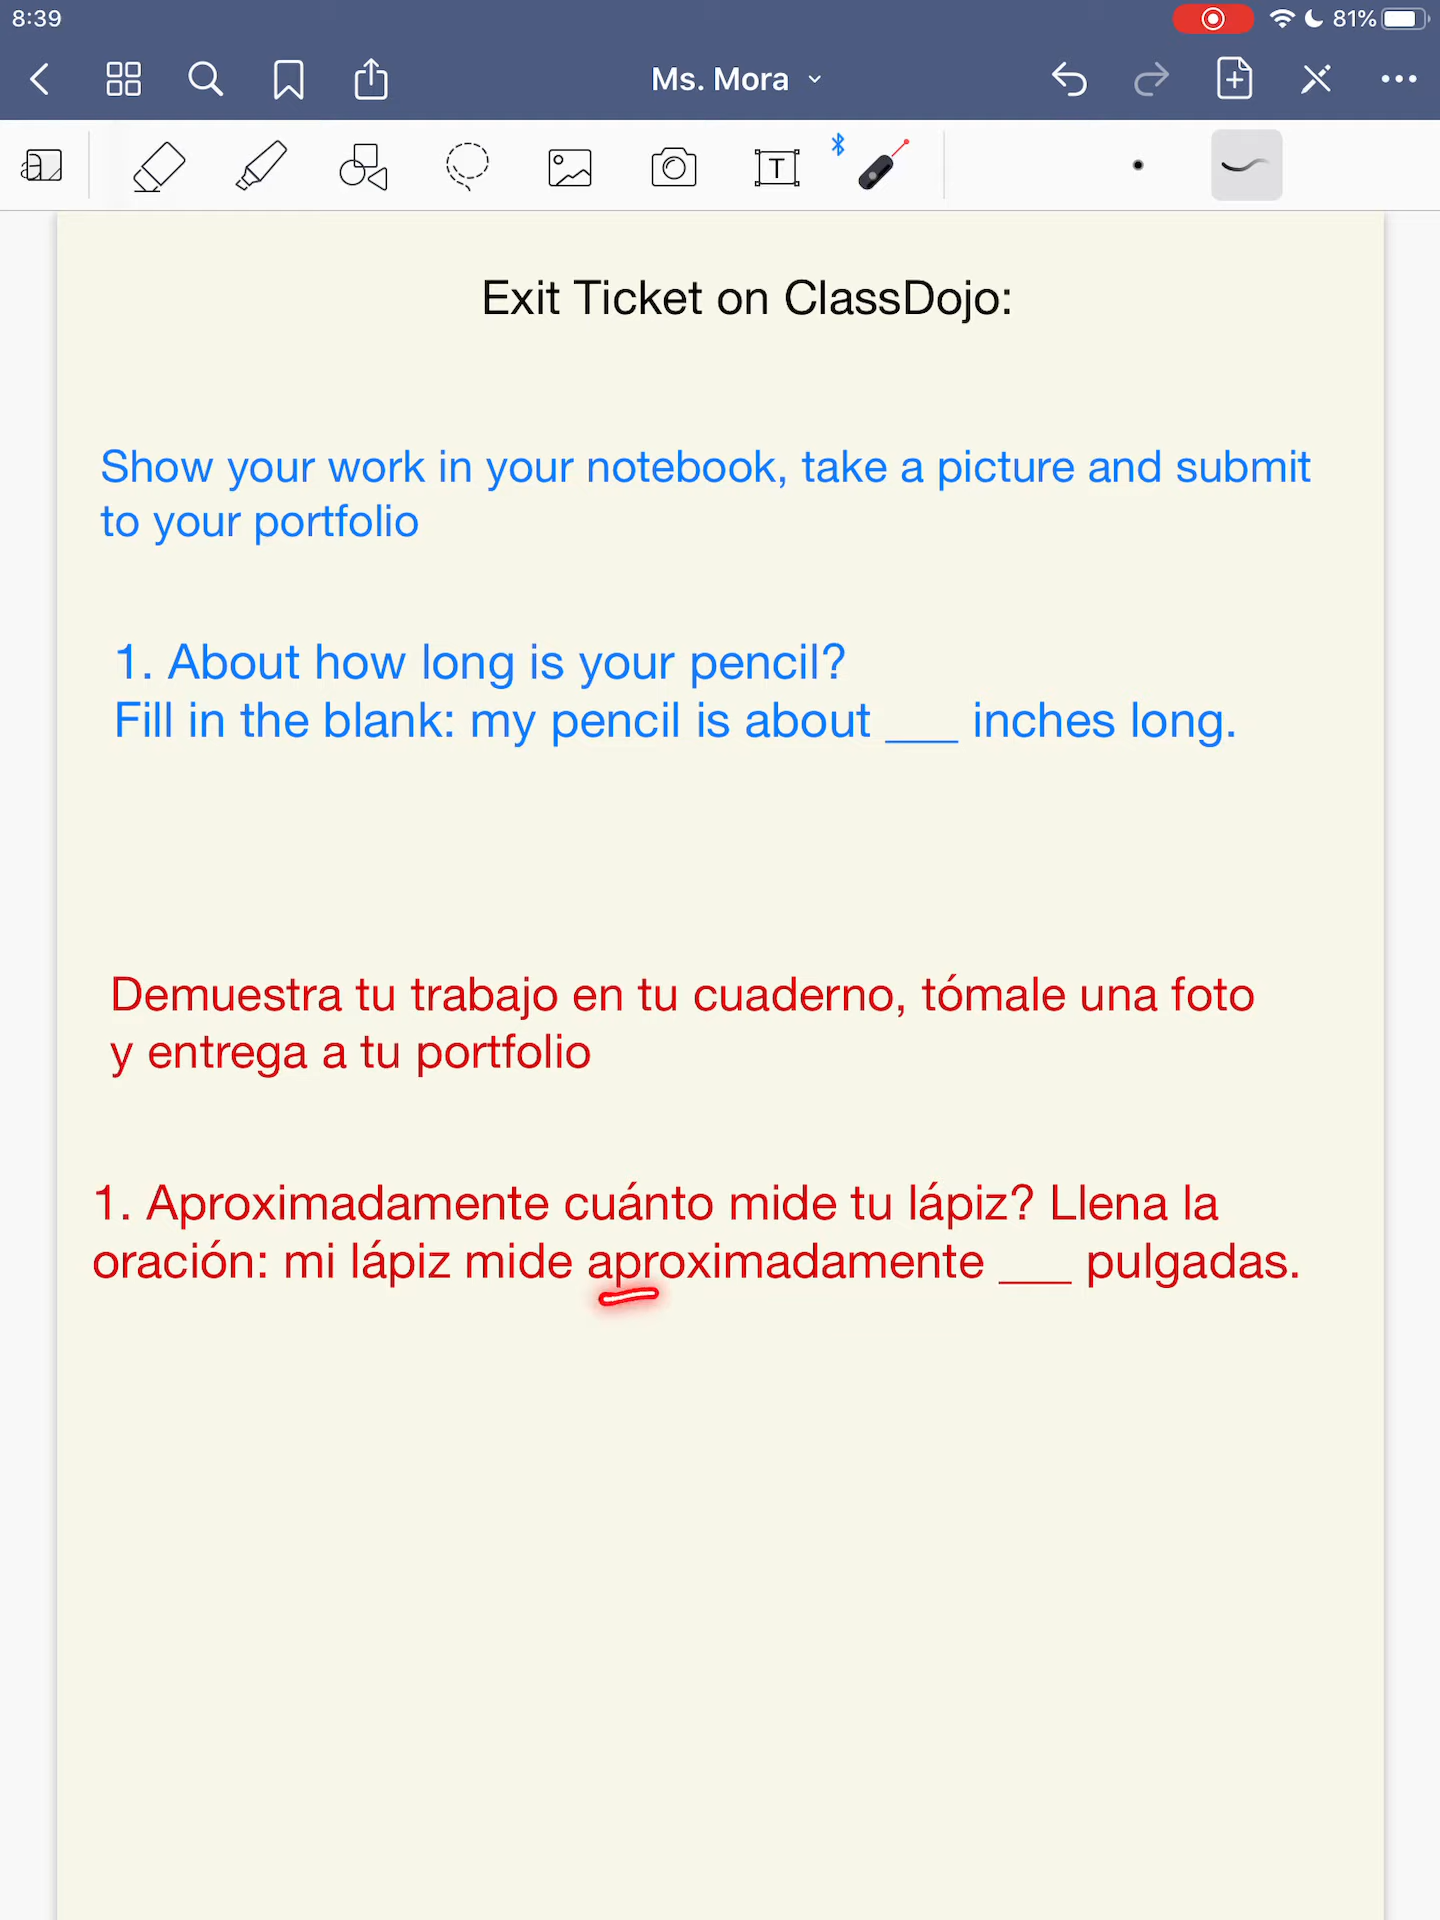 8:39
81%
Ms. Mora
a
T
Exit Ticket on ClassDojo:
Show your work in your notebook, take a picture and submit
to your portfolio
1. About how long is your pencil?
Fill in the blank: my pencil is about ___ inches long.
Demuestra tu trabajo en tu cuaderno, tómale una foto
y entrega a tu portfolio
1. Aproximadamente cuánto mide tu lápiz? Llena la
oración: mi lápiz mide aproximadamente ___ pulgadas.